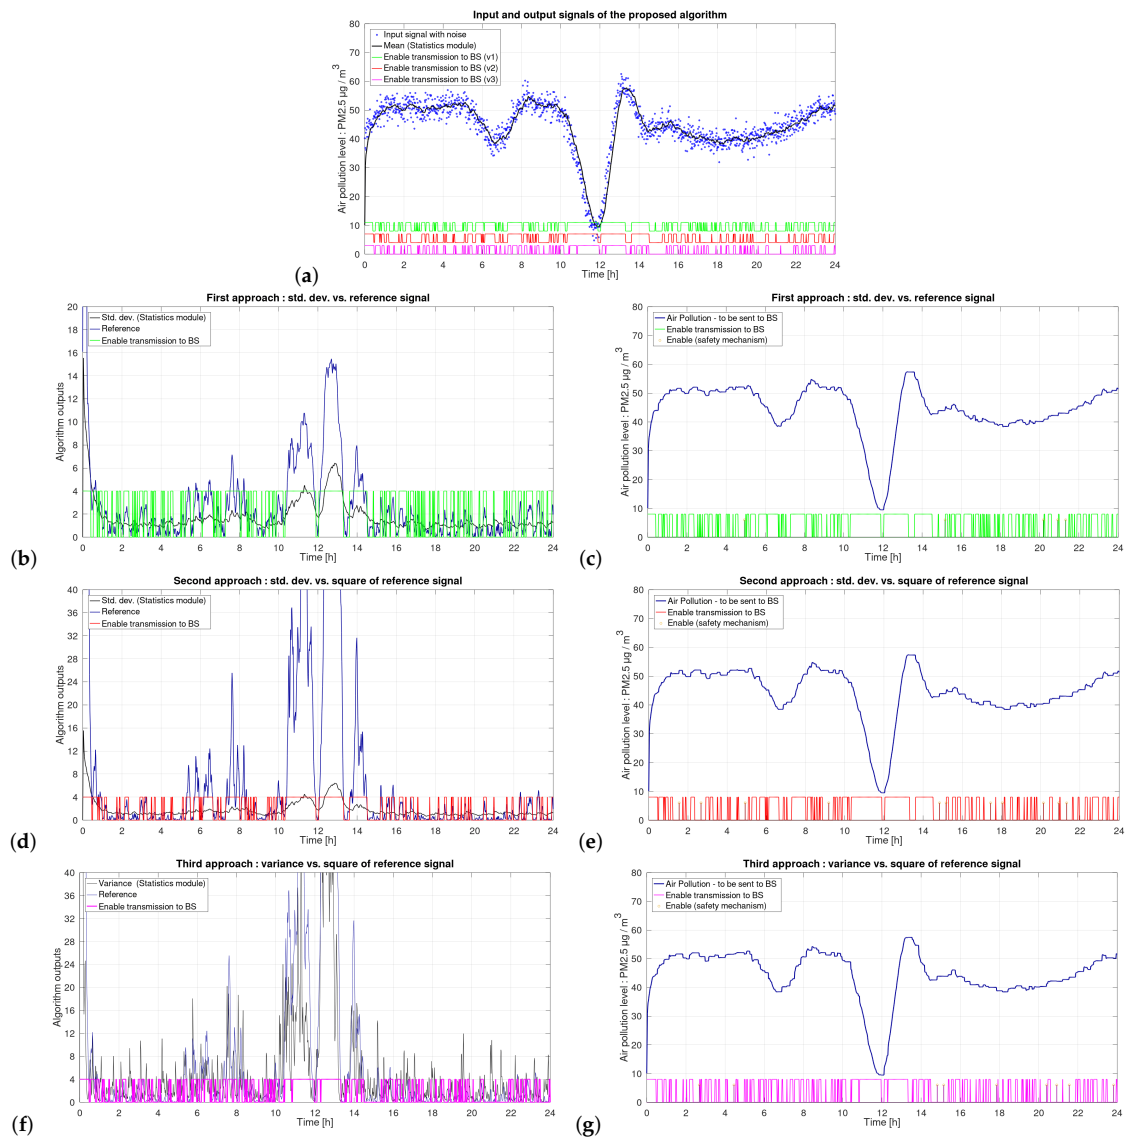 Input and output signals of the proposed algorithm
Air pollution level : PM2.5 µg / m³
80
70
60
50
40
30
20
10
0
Input signal with noise
Mean (Statistics module)
Enable transmission to BS (v1)
Enable transmission to BS (v2)
Enable transmission to BS (v3)
0 2 4 6 8 10 12 14 16 18 20 22 24
Time [h]
(a)
First approach : std. dev. vs. reference signal
Algorithm outputs
20
18
16
14
12
10
8
6
4
2
0
Std. dev. (Statistics module)
Reference
Enable transmission to BS
0 2 4 6 8 10 12 14 16 18 20 22 24
Time [h]
(b)
First approach : std. dev. vs. reference signal
Air pollution level : PM2.5 µg / m³
80
70
60
50
40
30
20
10
0
Air Pollution - to be sent to BS
Enable transmission to BS
Enable (safety mechanism)
0 2 4 6 8 10 12 14 16 18 20 22 24
Time [h]
(c)
Second approach : std. dev. vs. square of reference signal
Algorithm outputs
40
36
32
28
24
20
16
12
8
4
0
Std. dev. (Statistics module)
Reference
Enable transmission to BS
0 2 4 6 8 10 12 14 16 18 20 22 24
Time [h]
(d)
Second approach : std. dev. vs. square of reference signal
Air pollution level : PM2.5 µg / m³
80
70
60
50
40
30
20
10
0
Air Pollution - to be sent to BS
Enable transmission to BS
Enable (safety mechanism)
0 2 4 6 8 10 12 14 16 18 20 22 24
Time [h]
(e)
Third approach : variance vs. square of reference signal
Algorithm outputs
40
36
32
28
24
20
16
12
8
4
0
Variance (Statistics module)
Reference
Enable transmission to BS
0 2 4 6 8 10 12 14 16 18 20 22 24
Time [h]
(f)
Third approach : variance vs. square of reference signal
Air pollution level : PM2.5 µg / m³
80
70
60
50
40
30
20
10
0
Air Pollution - to be sent to BS
Enable transmission to BS
Enable (safety mechanism)
0 2 4 6 8 10 12 14 16 18 20 22 24
Time [h]
(g)